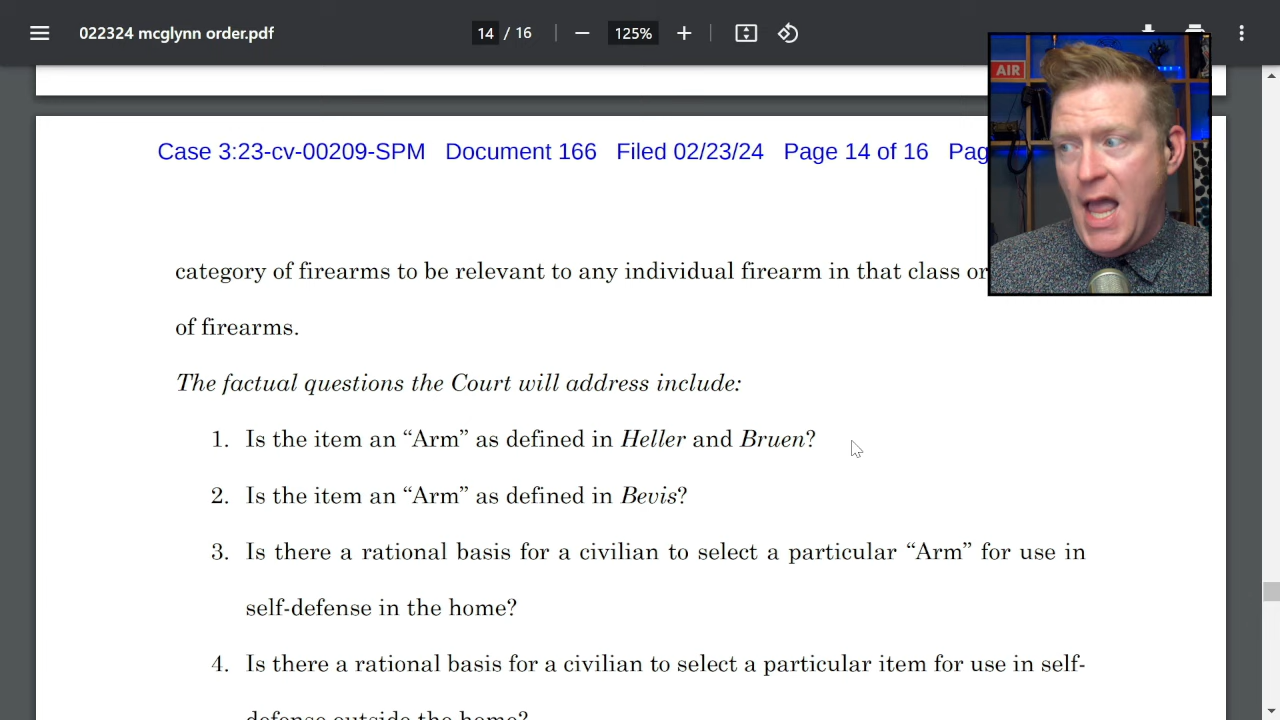 022324 mcglynn order.pdf
14 / 16
125%
AIR
Case 3:23-cv-00209-SPM Document 166 Filed 02/23/24 Page 14 of 16 Pag
category of firearms to be relevant to any individual firearm in that class or
of firearms.
The factual questions the Court will address include:
1. Is the item an “Arm” as defined in Heller and Bruen?
2. Is the item an “Arm” as defined in Bevis?
3. Is there a rational basis for a civilian to select a particular “Arm” for use in
self-defense in the home?
4. Is there a rational basis for a civilian to select a particular item for use in self-
defense outside the home?